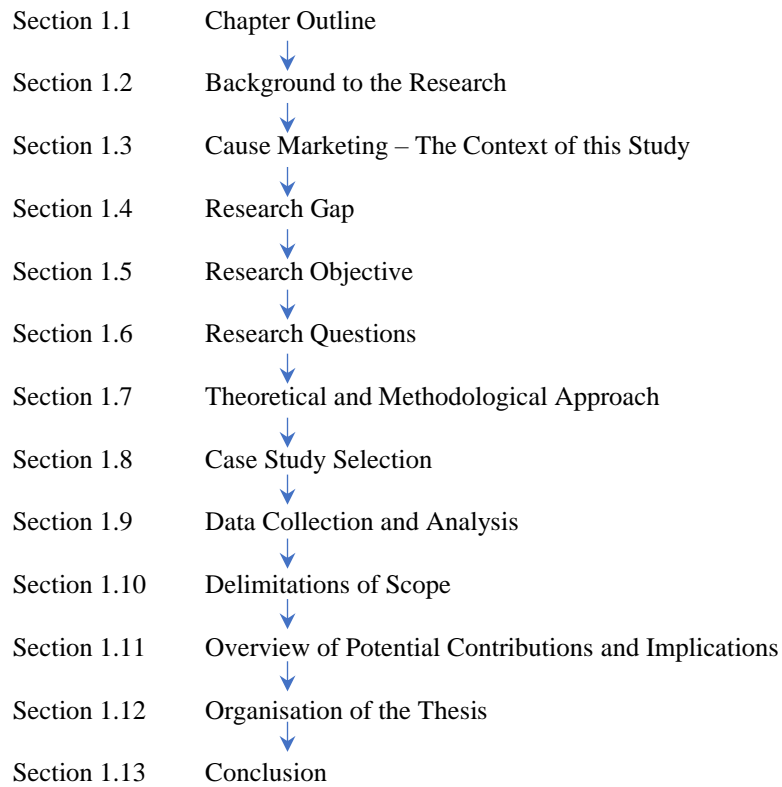 Section 1.1 Chapter Outline
Section 1.2 Background to the Research
Section 1.3 Cause Marketing – The Context of this Study
Section 1.4 Research Gap
Section 1.5 Research Objective
Section 1.6 Research Questions
Section 1.7 Theoretical and Methodological Approach
Section 1.8 Case Study Selection
Section 1.9 Data Collection and Analysis
Section 1.10 Delimitations of Scope
Section 1.11 Overview of Potential Contributions and Implications
Section 1.12 Organisation of the Thesis
Section 1.13 Conclusion